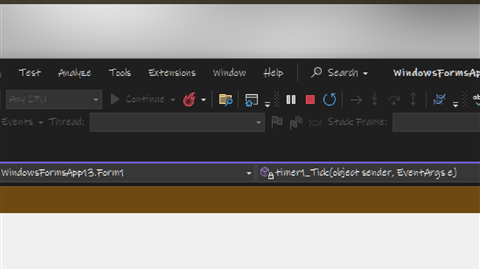 Test Analyze Tools Extensions Window Help Search WindowsFormsAp
Any CPU Continue
Events Thread: Stack Frame:
WindowsFormsApp13.Form1 timer1_Tick(object sender, EventArgs e)